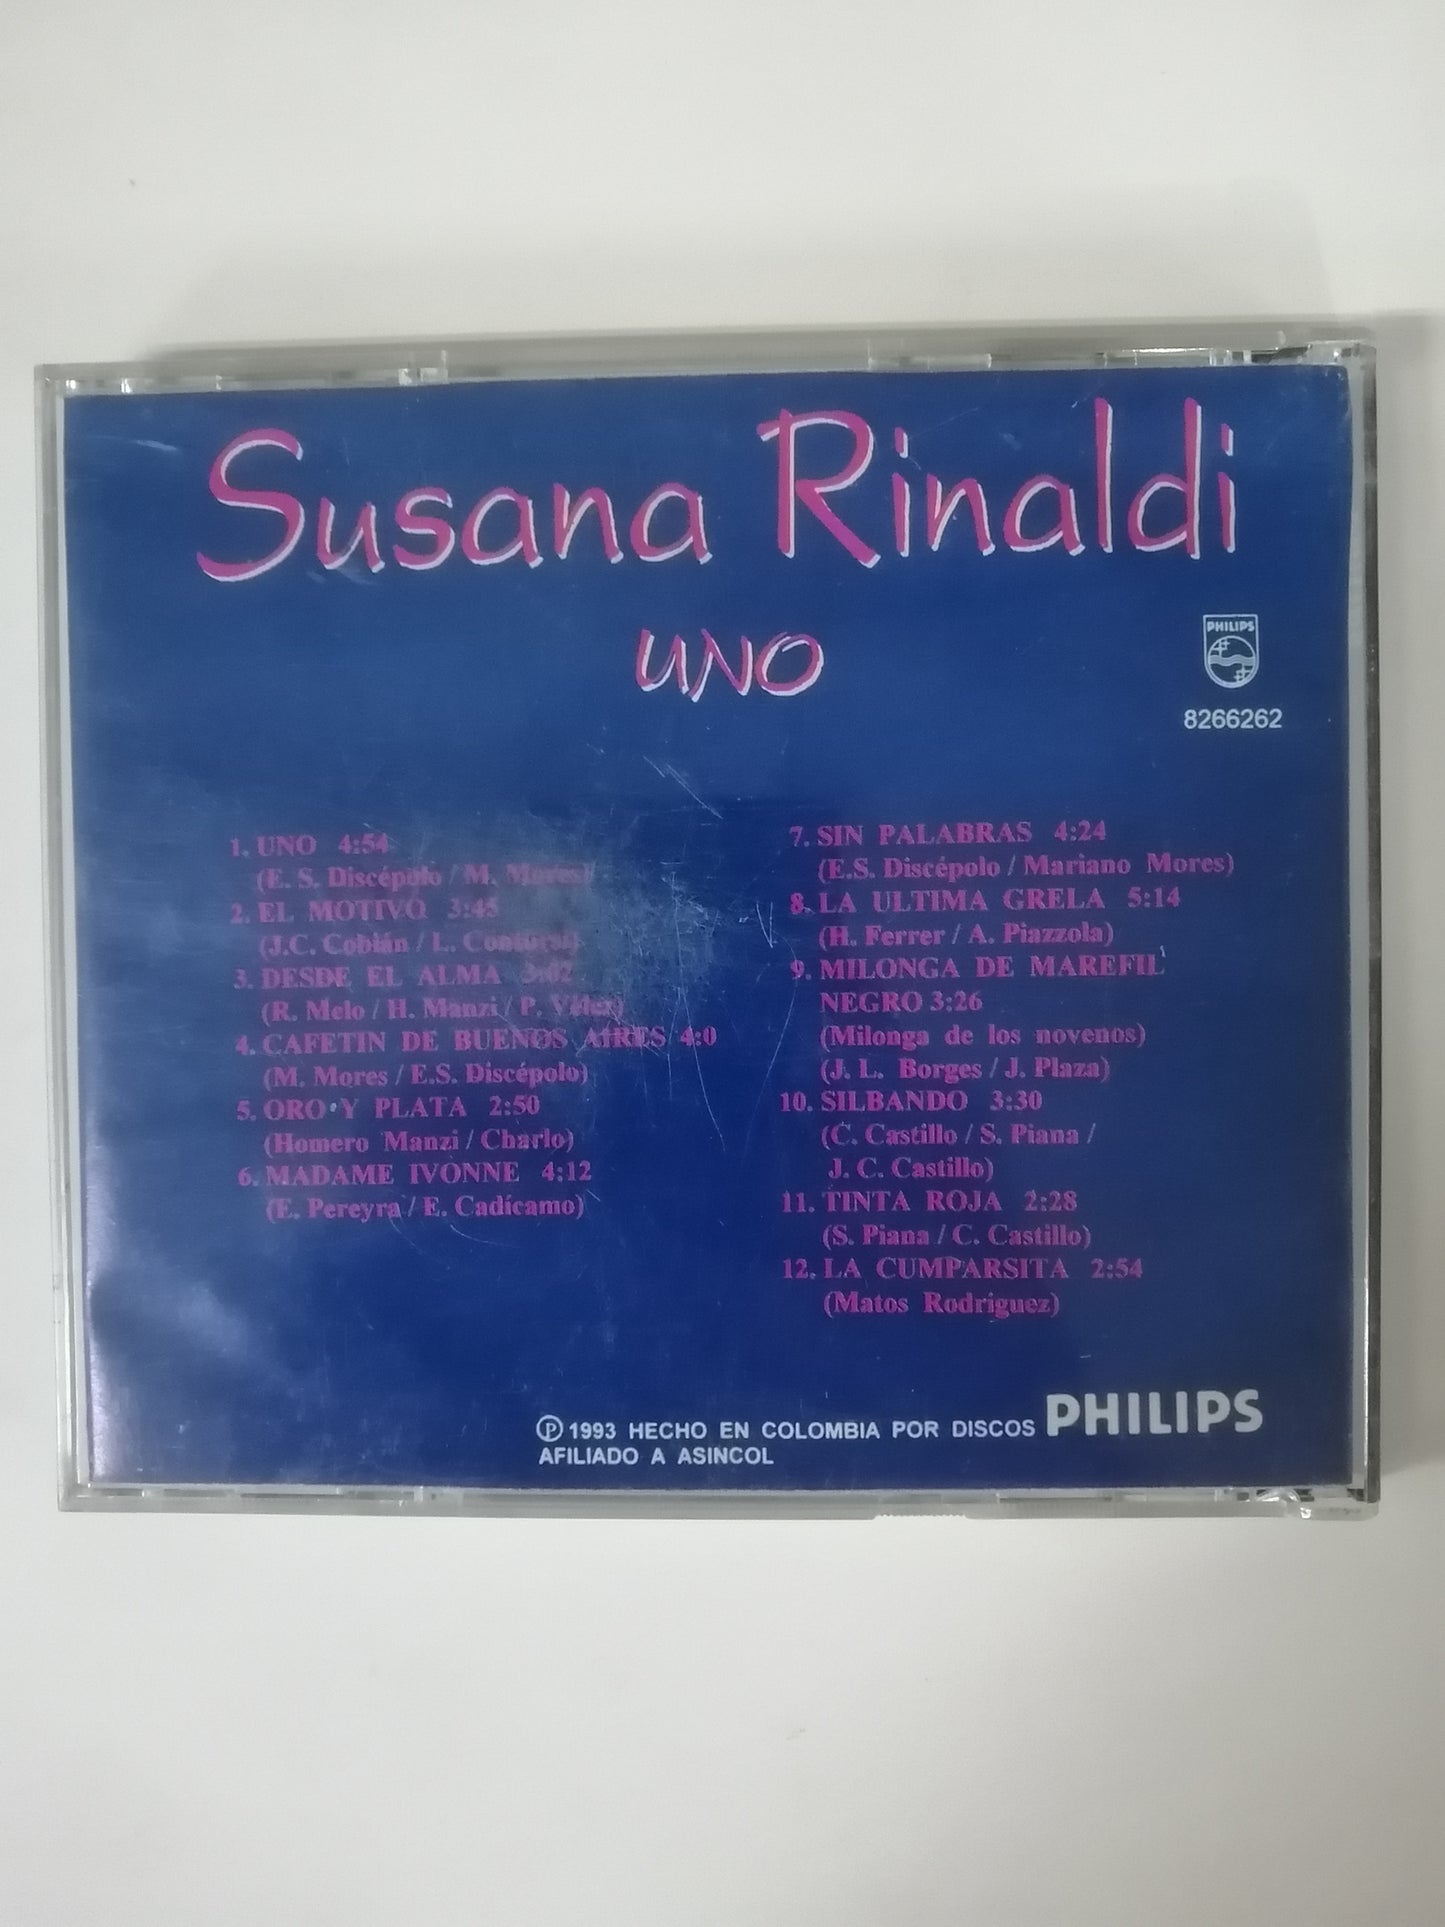 Susana Rinaldi
UNO
PHILIPS
8266262
1. UNO 4:54
(E. S. Discépolo / M. Mores)
2. EL MOTIVO 3:45
(J.C. Cobián / L. Contursi)
3. DESDE EL ALMA 3:02
(R. Melo / H. Manzi / P. Vélez)
4. CAFETIN DE BUENOS AIRES 4:0
(M. Mores / E.S. Discépolo)
5. ORO Y PLATA 2:50
(Homero Manzi / Charlo)
6. MADAME IVONNE 4:12
(E. Pereyra / E. Cadícamo)
7. SIN PALABRAS 4:24
(E.S. Discépolo / Mariano Mores)
8. LA ULTIMA GRELA 5:14
(H. Ferrer / A. Piazzola)
9. MILONGA DE MAREFIL
NEGRO 3:26
(Milonga de los novenos)
(J. L. Borges / J. Plaza)
10. SILBANDO 3:30
(C. Castillo / S. Piana /
J. C. Castillo)
11. TINTA ROJA 2:28
(S. Piana / C. Castillo)
12. LA CUMPARSITA 2:54
(Matos Rodriguez)
Ⓟ 1993 HECHO EN COLOMBIA POR DISCOS PHILIPS
AFILIADO A ASINCOL